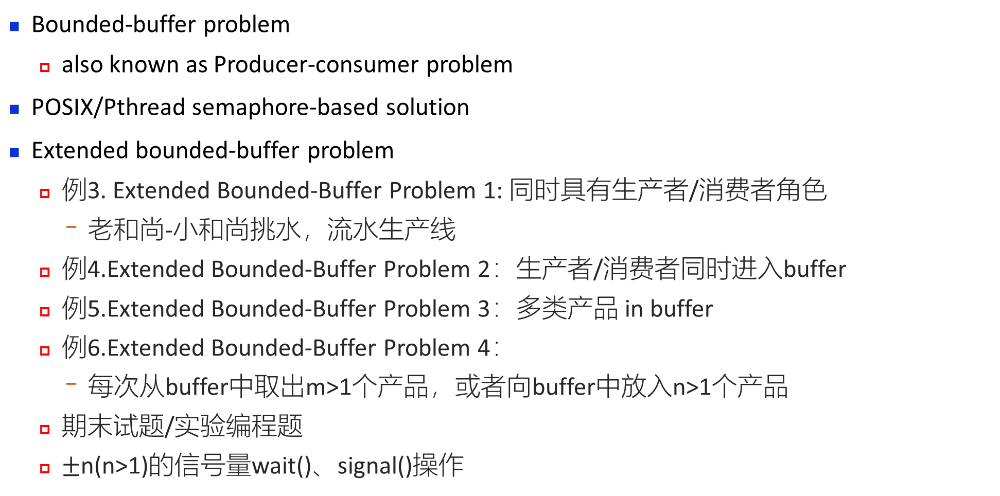 Bounded-buffer problem
also known as Producer-consumer problem
POSIX/Pthread semaphore-based solution
Extended bounded-buffer problem
例3. Extended Bounded-Buffer Problem 1: 同时具有生产者/消费者角色
– 老和尚-小和尚挑水，流水生产线
例4.Extended Bounded-Buffer Problem 2：生产者/消费者同时进入buffer
例5.Extended Bounded-Buffer Problem 3：多类产品 in buffer
例6.Extended Bounded-Buffer Problem 4：
– 每次从buffer中取出m>1个产品，或者向buffer中放入n>1个产品
期末试题/实验编程题
±n(n>1)的信号量wait()、signal()操作